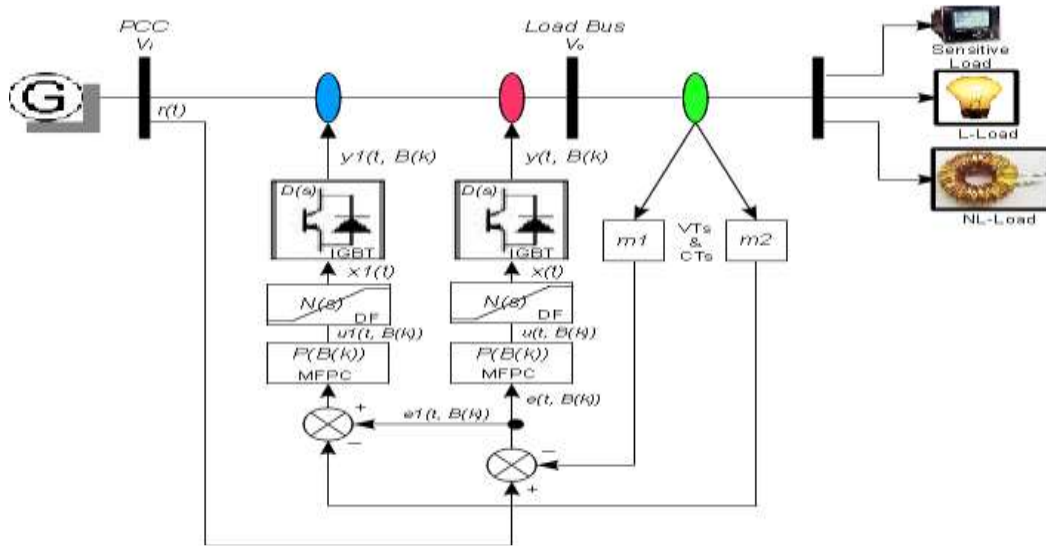 PCC
Vi
Load Bus
Vo
G
r(t)
Sensitive
Load
L-Load
NL-Load
y1(t, B(k)
y(t, B(k)
D(s)
IGBT
D(s)
IGBT
m1
VTs
&
CTs
m2
x1(t)
x(t)
N(s)
DF
N(s)
DF
u1(t, B(k))
u(t, B(k))
P(B(k))
MFPC
P(B(k))
MFPC
e1(t, B(k))
e(t, B(k))
+
−
−
+